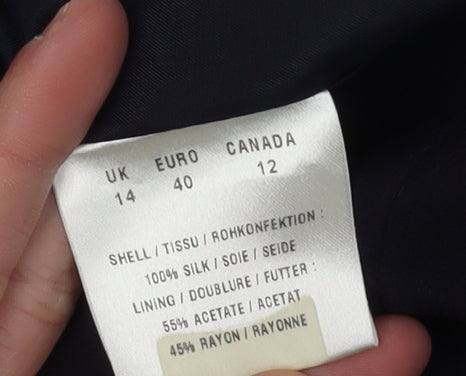 UK EURO CANADA
14 40 12
SHELL / TISSU / ROHKONFEKTION :
100% SILK / SOIE / SEIDE
LINING / DOUBLURE / FUTTER :
55% ACETATE / ACETAT
45% RAYON / RAYONNE